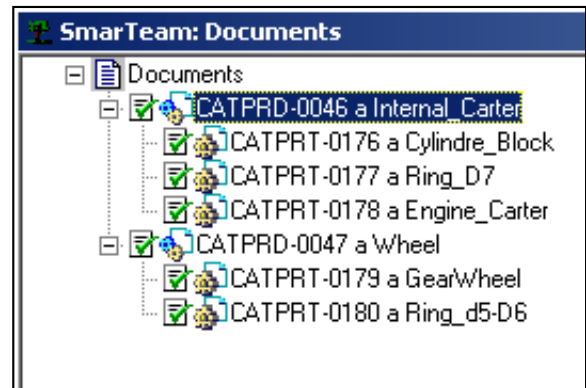 SmarTeam: Documents
Documents
CATPRD-0046 a Internal_Carter
CATPRT-0176 a Cylindre_Block
CATPRT-0177 a Ring_D7
CATPRT-0178 a Engine_Carter
CATPRD-0047 a Wheel
CATPRT-0179 a GearWheel
CATPRT-0180 a Ring_d5-D6